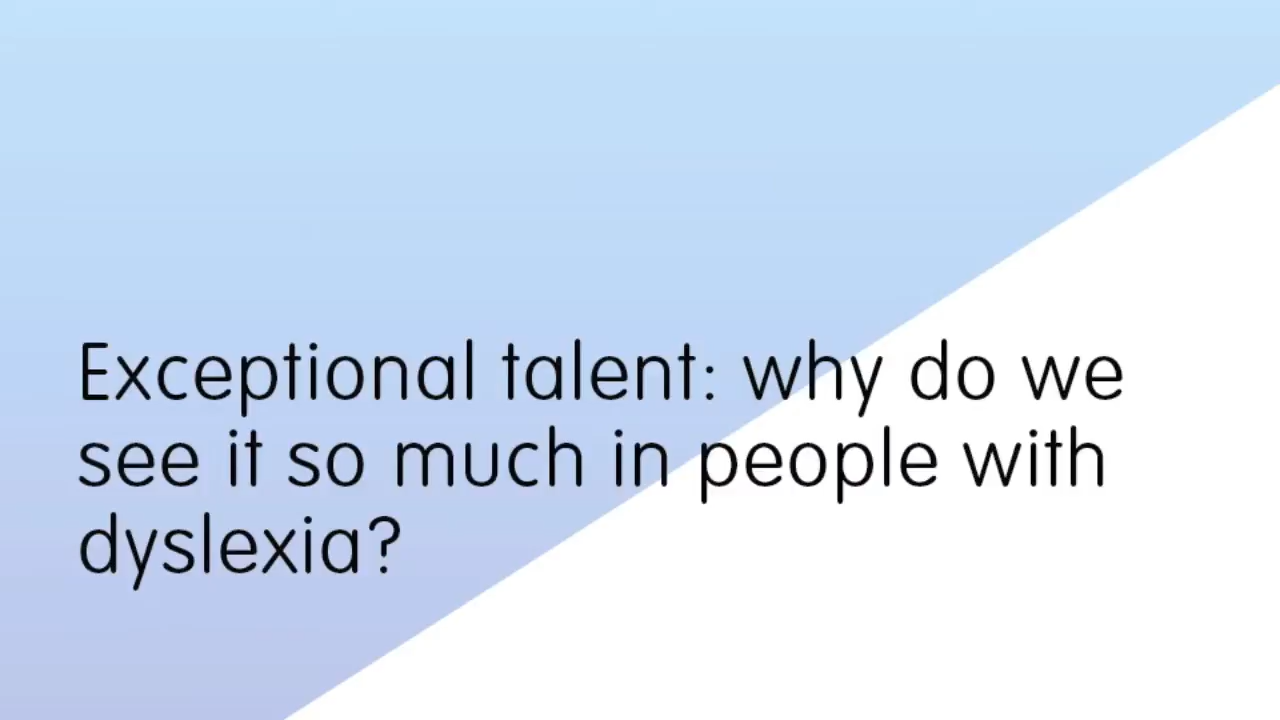 Exceptional talent: why do we
see it so much in people with
dyslexia?